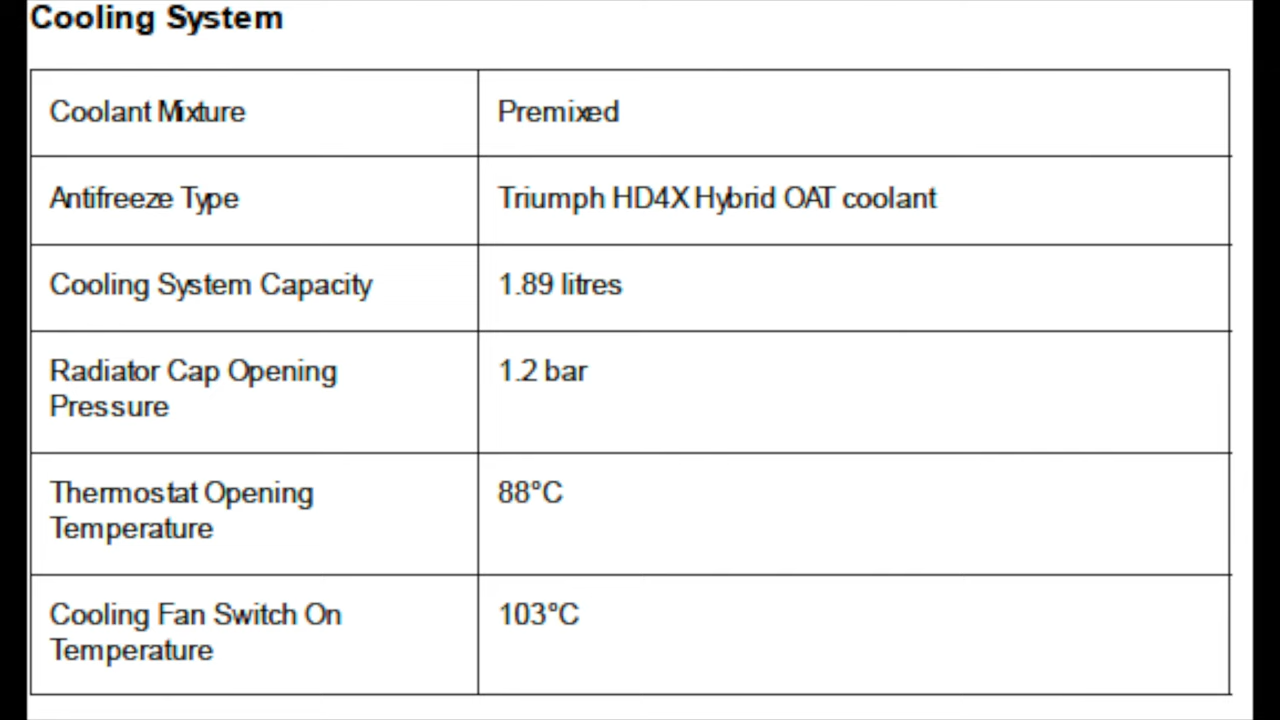 Cooling System
Coolant Mixture Premixed
Antifreeze Type Triumph HD4X Hybrid OAT coolant
Cooling System Capacity 1.89 litres
Radiator Cap Opening 1.2 bar
Pressure
Thermostat Opening 88°C
Temperature
Cooling Fan Switch On 103°C
Temperature